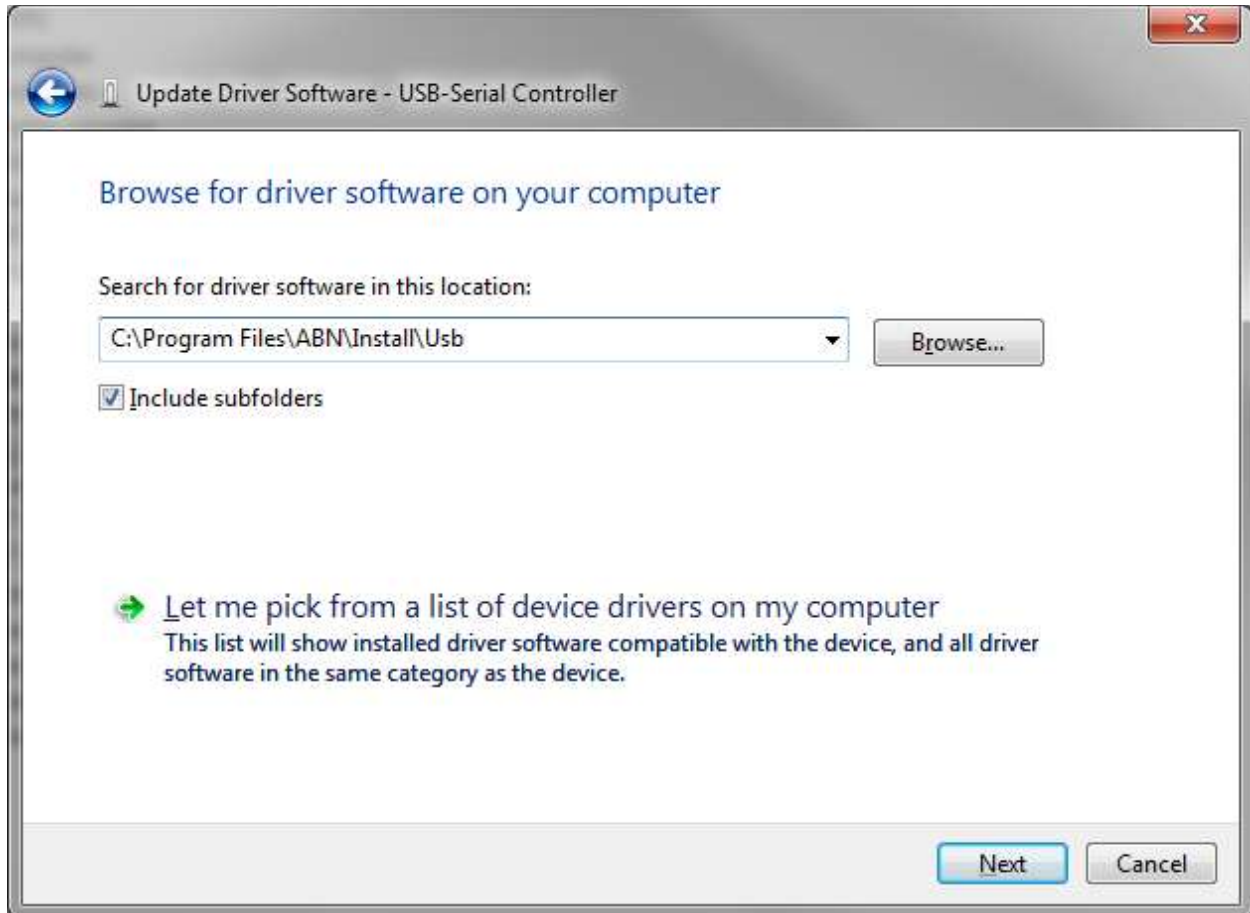 Update Driver Software - USB-Serial Controller
Browse for driver software on your computer
Search for driver software in this location:
C:\Program Files\ABN\Install\Usb
Browse...
Include subfolders
Let me pick from a list of device drivers on my computer
This list will show installed driver software compatible with the device, and all driver
software in the same category as the device.
Next
Cancel